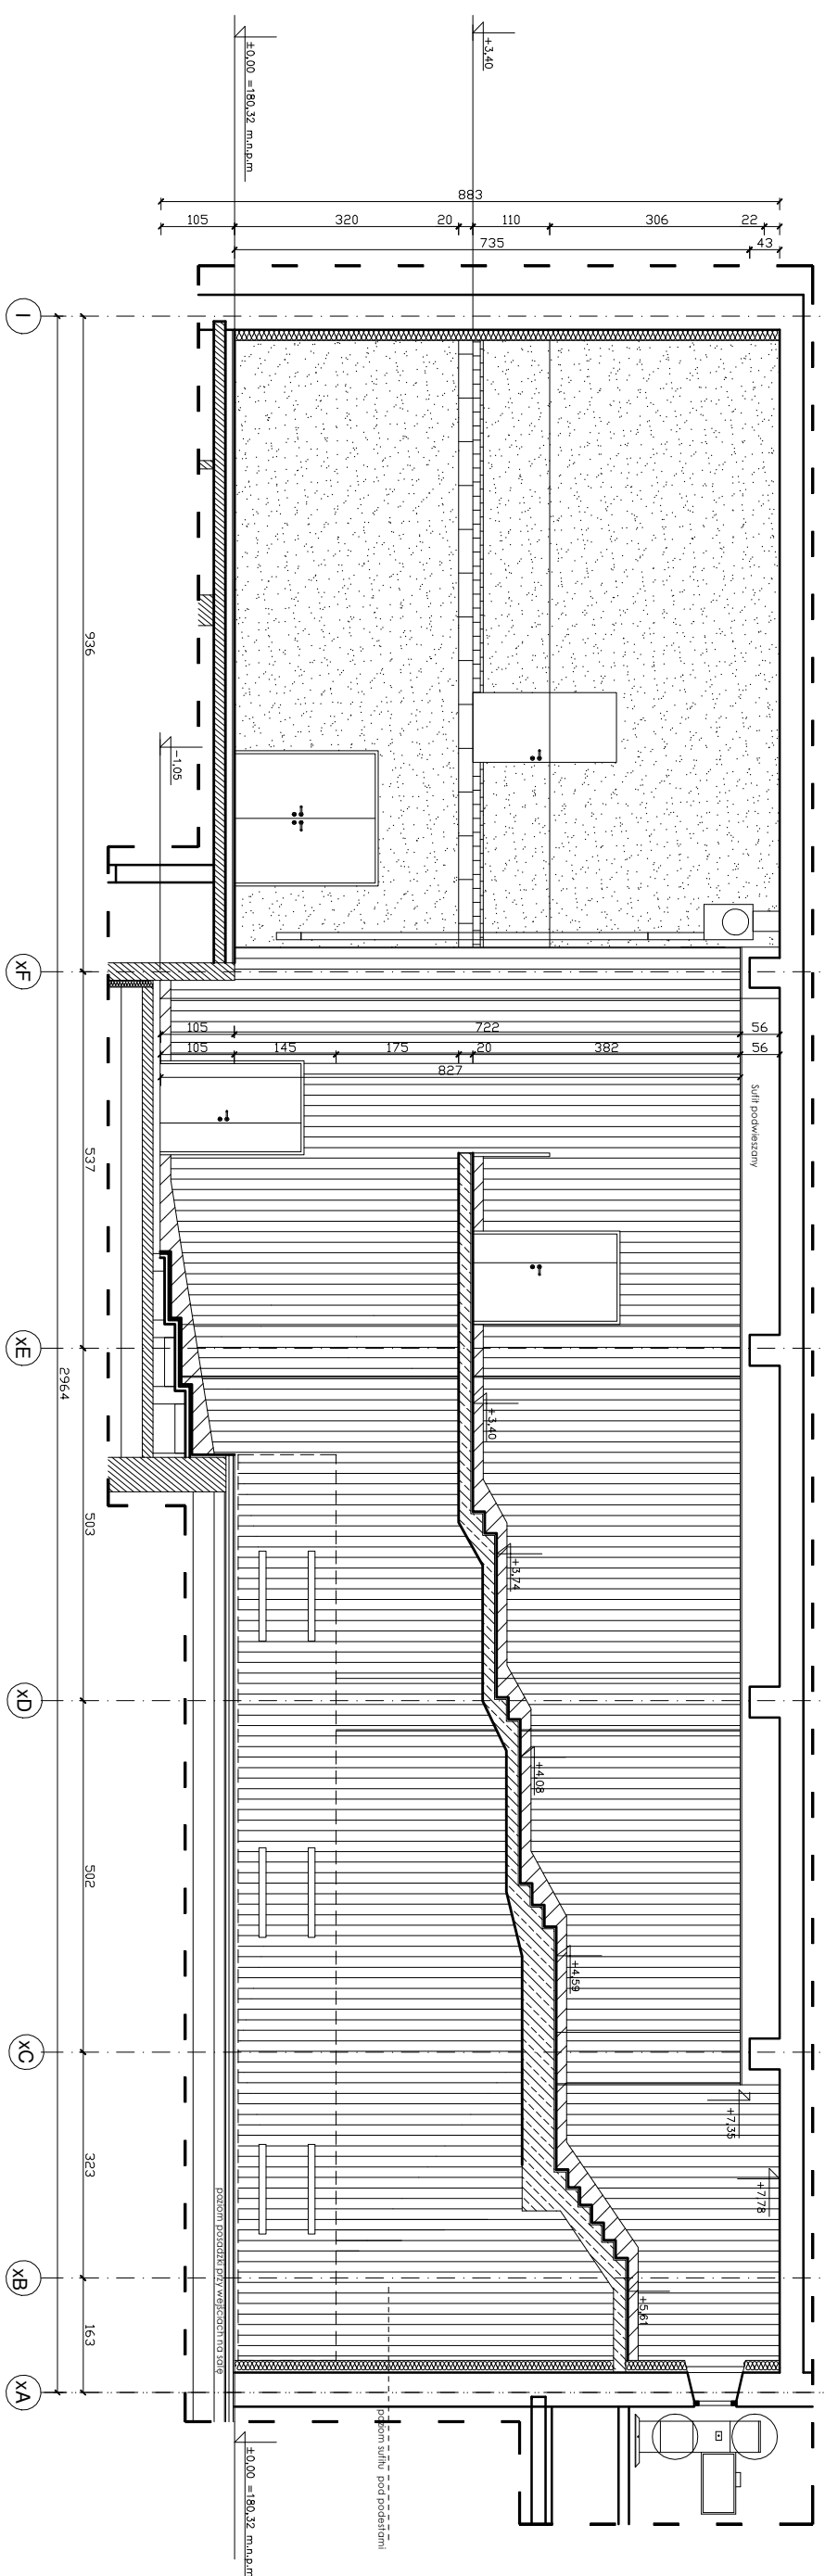 +3,40
±0,00 =180,32 m.n.p.m
883
105
320
20
110
306
22
735
43
I
936
-1,05
xF
105
722
56
105
145
175
20
382
56
827
Sufit podwieszany
537
xE
2964
+3,40
503
+3,74
xD
+4,08
502
+4,59
xC
+7,35
323
+7,78
poziom posadzki przy wejściach na salę
xB
+5,61
163
xA
poziom sufitu pod podestami
±0,00 =180,32 m.n.p.m